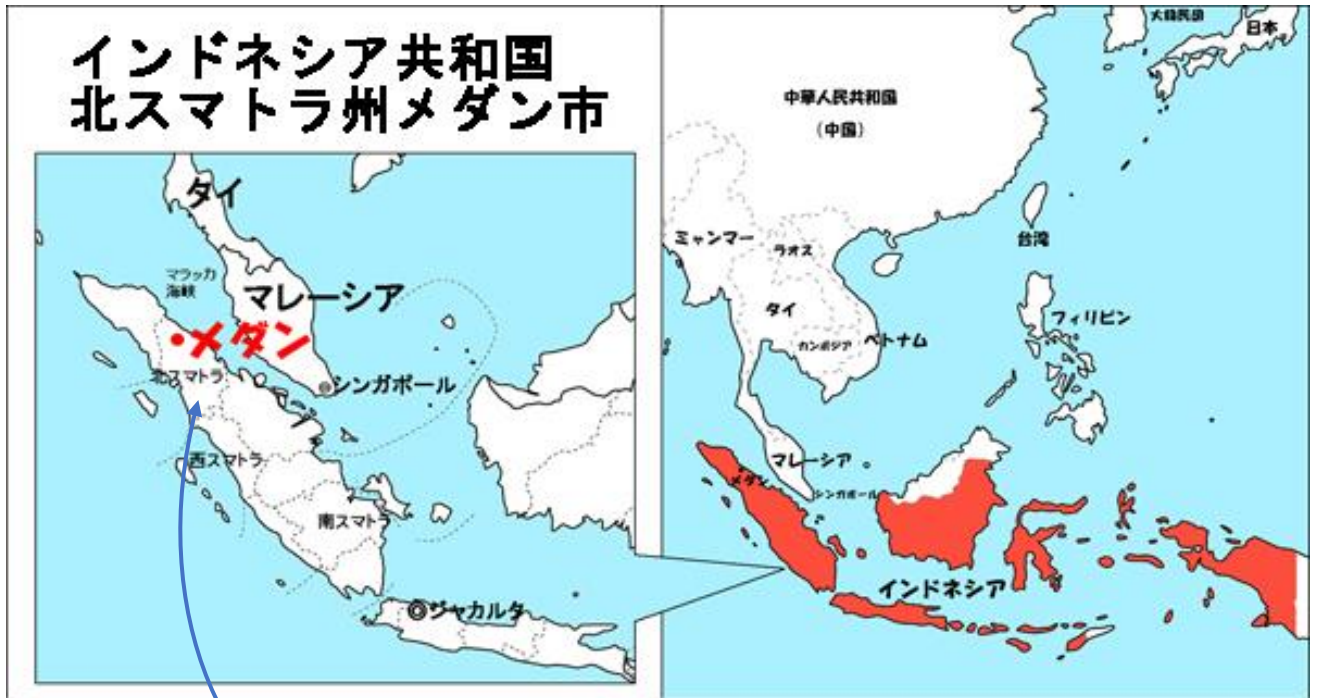 インドネシア共和国
北スマトラ州メダン市
タイ
マラッカ
海峡
マレーシア
・メダン
北スマトラ
シンガポール
西スマトラ
南スマトラ
ジャカルタ
大韓民国
日本
中華人民共和国
(中国)
台湾
ミャンマー
ラオス
タイ
カンボジア
ベトナム
フィリピン
マレーシア
メダン
シンガポール
インドネシア